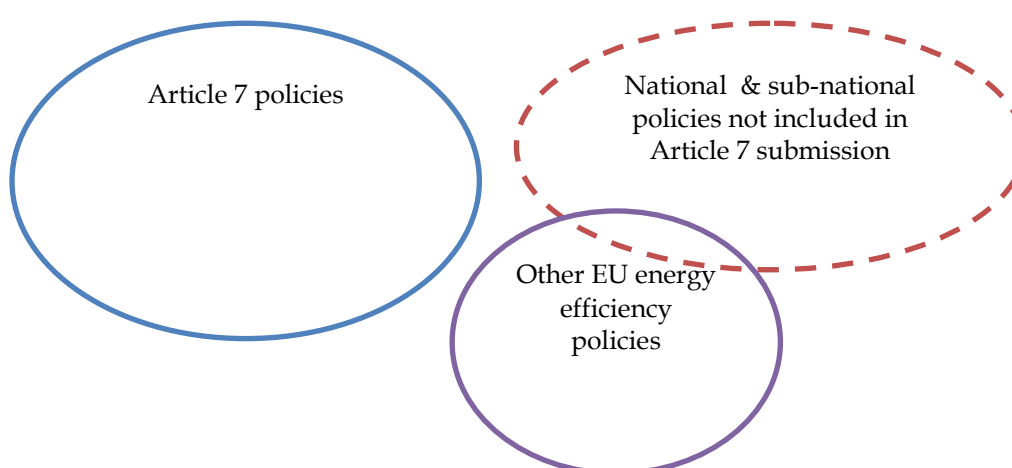 Article 7 policies
National & sub-national
policies not included in
Article 7 submission
Other EU energy
efficiency
policies